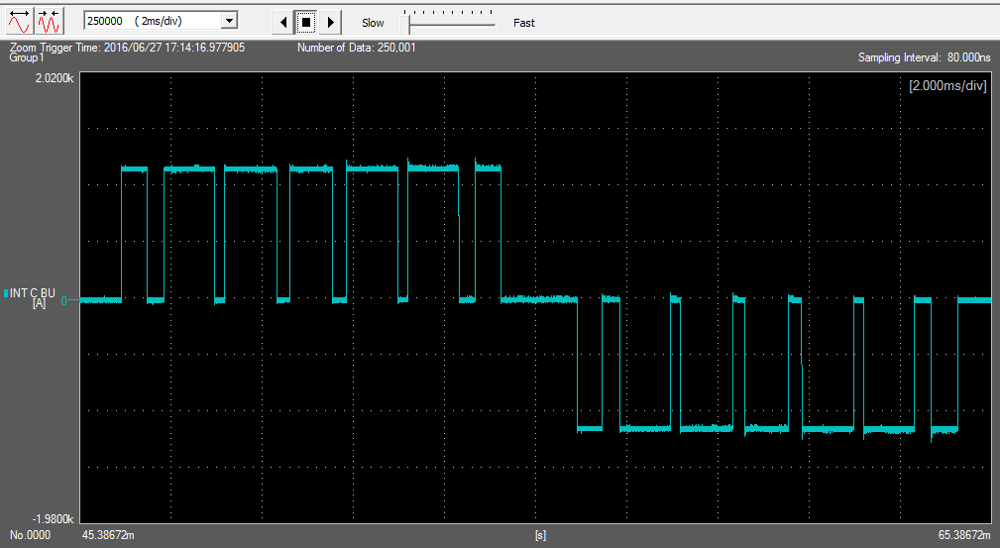 250000 ( 2ms/div)
Slow
Fast
Zoom Trigger Time: 2016/06/27 17:14:16.977905
Number of Data: 250,001
Group1
Sampling Interval: 80.000ns
2.0200k
[2.000ms/div]
INT C BU
[A]
0
-1.9800k
No.0000
45.38672m
[s]
65.38672m